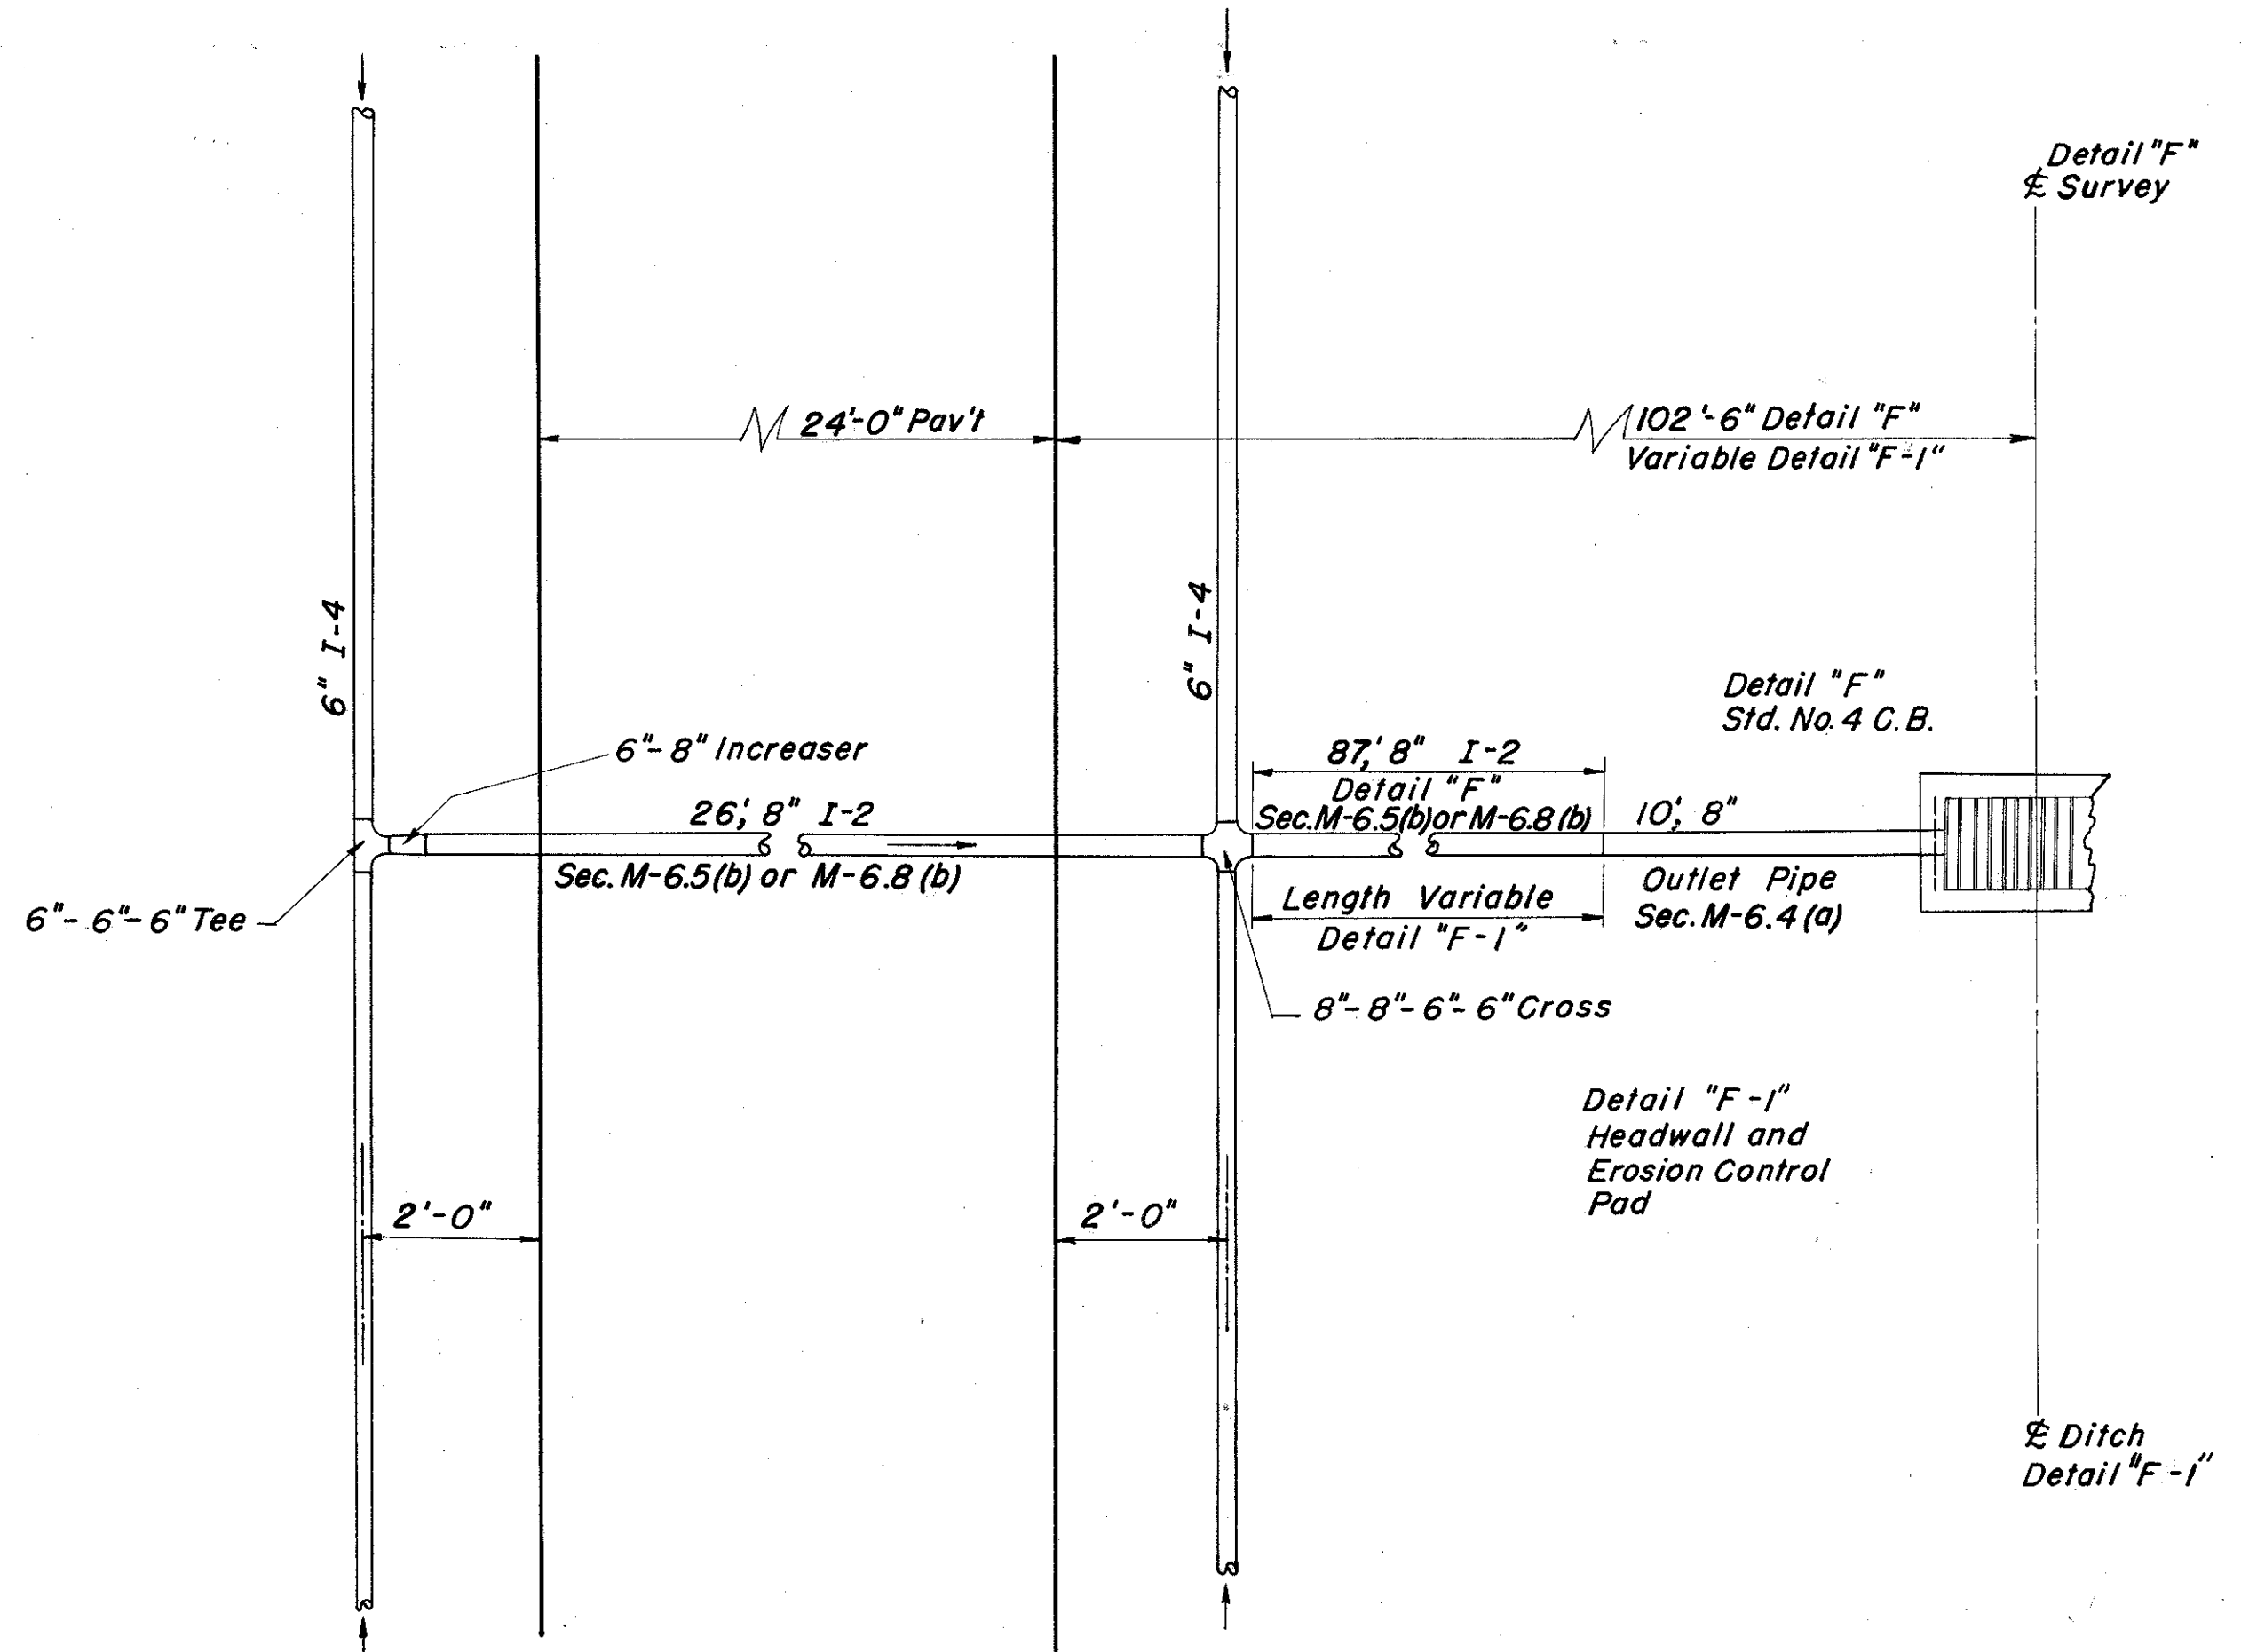 Detail "F"
℄ Survey
24'-0" Pav't
102'-6" Detail "F"
Variable Detail "F-1"
6" I-4
6" I-4
Detail "F"
Std. No. 4 C.B.
6"-8" Increaser
87', 8" I-2
Detail "F"
Sec. M-6.5(b) or M-6.8(b)
26', 8" I-2
10', 8"
Sec. M-6.5(b) or M-6.8(b)
Outlet Pipe
Sec. M-6.4(a)
6"-6"-6" Tee
Length Variable
Detail "F-1"
8"-8"-6"-6" Cross
Detail "F-1"
Headwall and
Erosion Control
Pad
2'-0"
2'-0"
℄ Ditch
Detail "F-1"